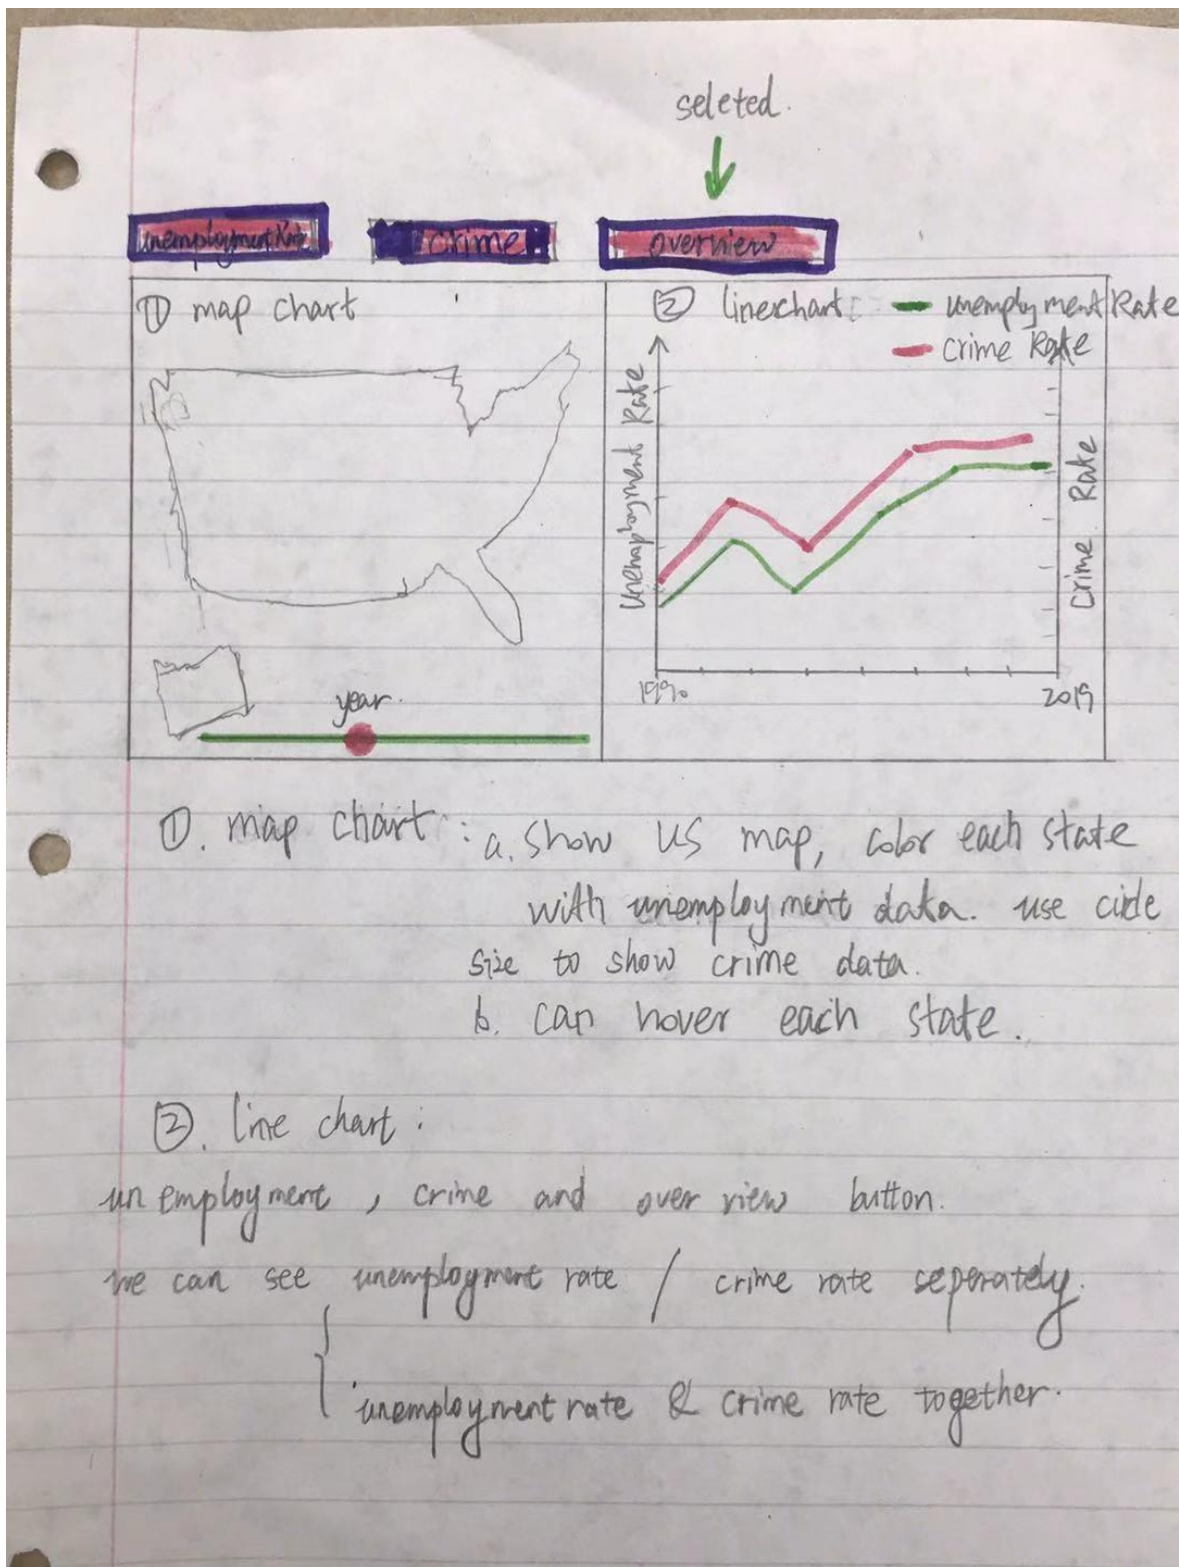 seleted.
unemployment Rate crime overview
① map chart
② linechart: unemployment Rate
crime Rate
Unemaployment Rate
Crime Rate
year.
1990 2019
①. map chart: a. show US map, color each state
with unemployment data. use circle
size to show crime data.
b. can hover each state.
②. line chart:
unemployment, crime and over view button.
we can see unemployment rate / crime rate seperately.
unemployment rate & crime rate together.